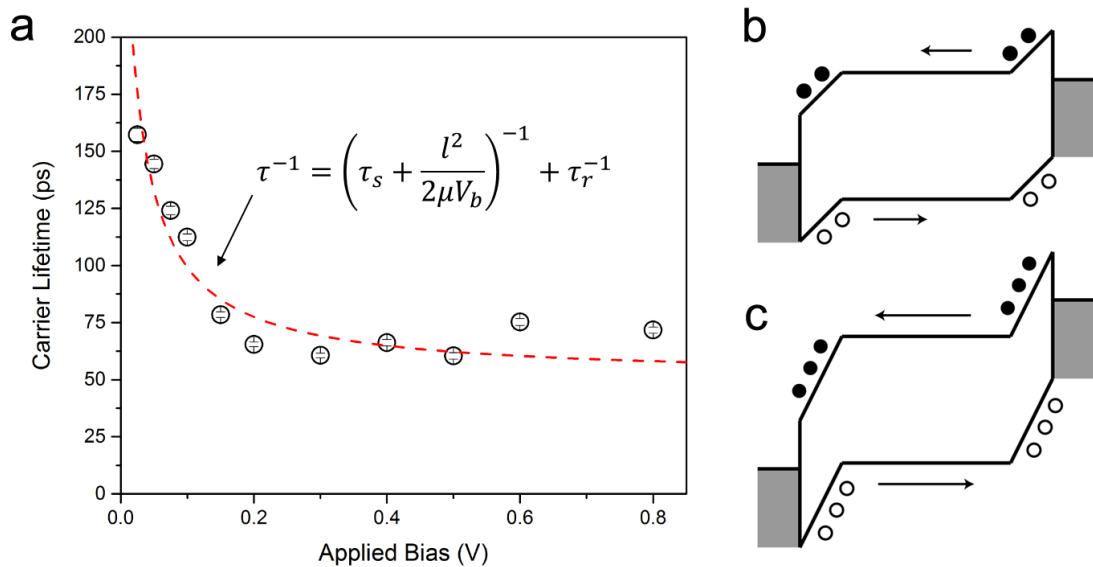 a
200
175
150
125
100
75
50
25
0
Carrier Lifetime (ps)
τ⁻¹ = (τₛ + l²/2μV_b)⁻¹ + τᵣ⁻¹
0.0 0.2 0.4 0.6 0.8
Applied Bias (V)
b
c